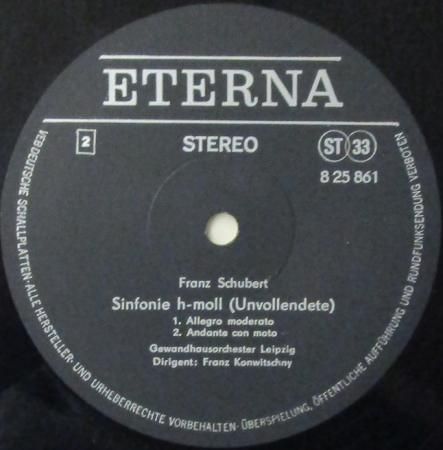 ETERNA
2
STEREO
ST 33
8 25 861
Franz Schubert
Sinfonie h-moll (Unvollendete)
1. Allegro moderato
2. Andante con moto
Gewandhausorchester Leipzig
Dirigent: Franz Konwitschny
VEB DEUTSCHE SCHALLPLATTEN · ALLE HERSTELLER- UND URHEBERRECHTE VORBEHALTEN · ÜBERSPIELUNG, ÖFFENTLICHE AUFFÜHRUNG UND RUNDFUNKSENDUNG VERBOTEN